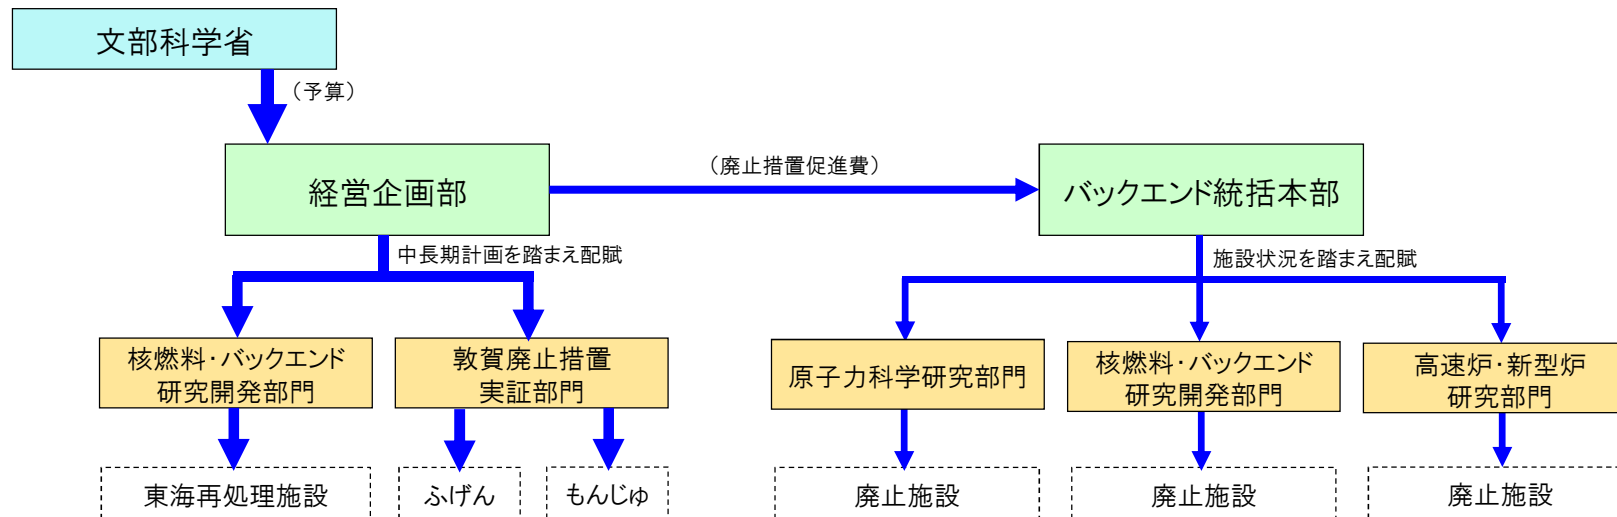 文部科学省
（予算）
経営企画部
（廃止措置促進費）
バックエンド統括本部
中長期計画を踏まえ配賦
施設状況を踏まえ配賦
核燃料・バックエンド
研究開発部門
敦賀廃止措置
実証部門
原子力科学研究部門
核燃料・バックエンド
研究開発部門
高速炉・新型炉
研究部門
東海再処理施設
ふげん
もんじゅ
廃止施設
廃止施設
廃止施設